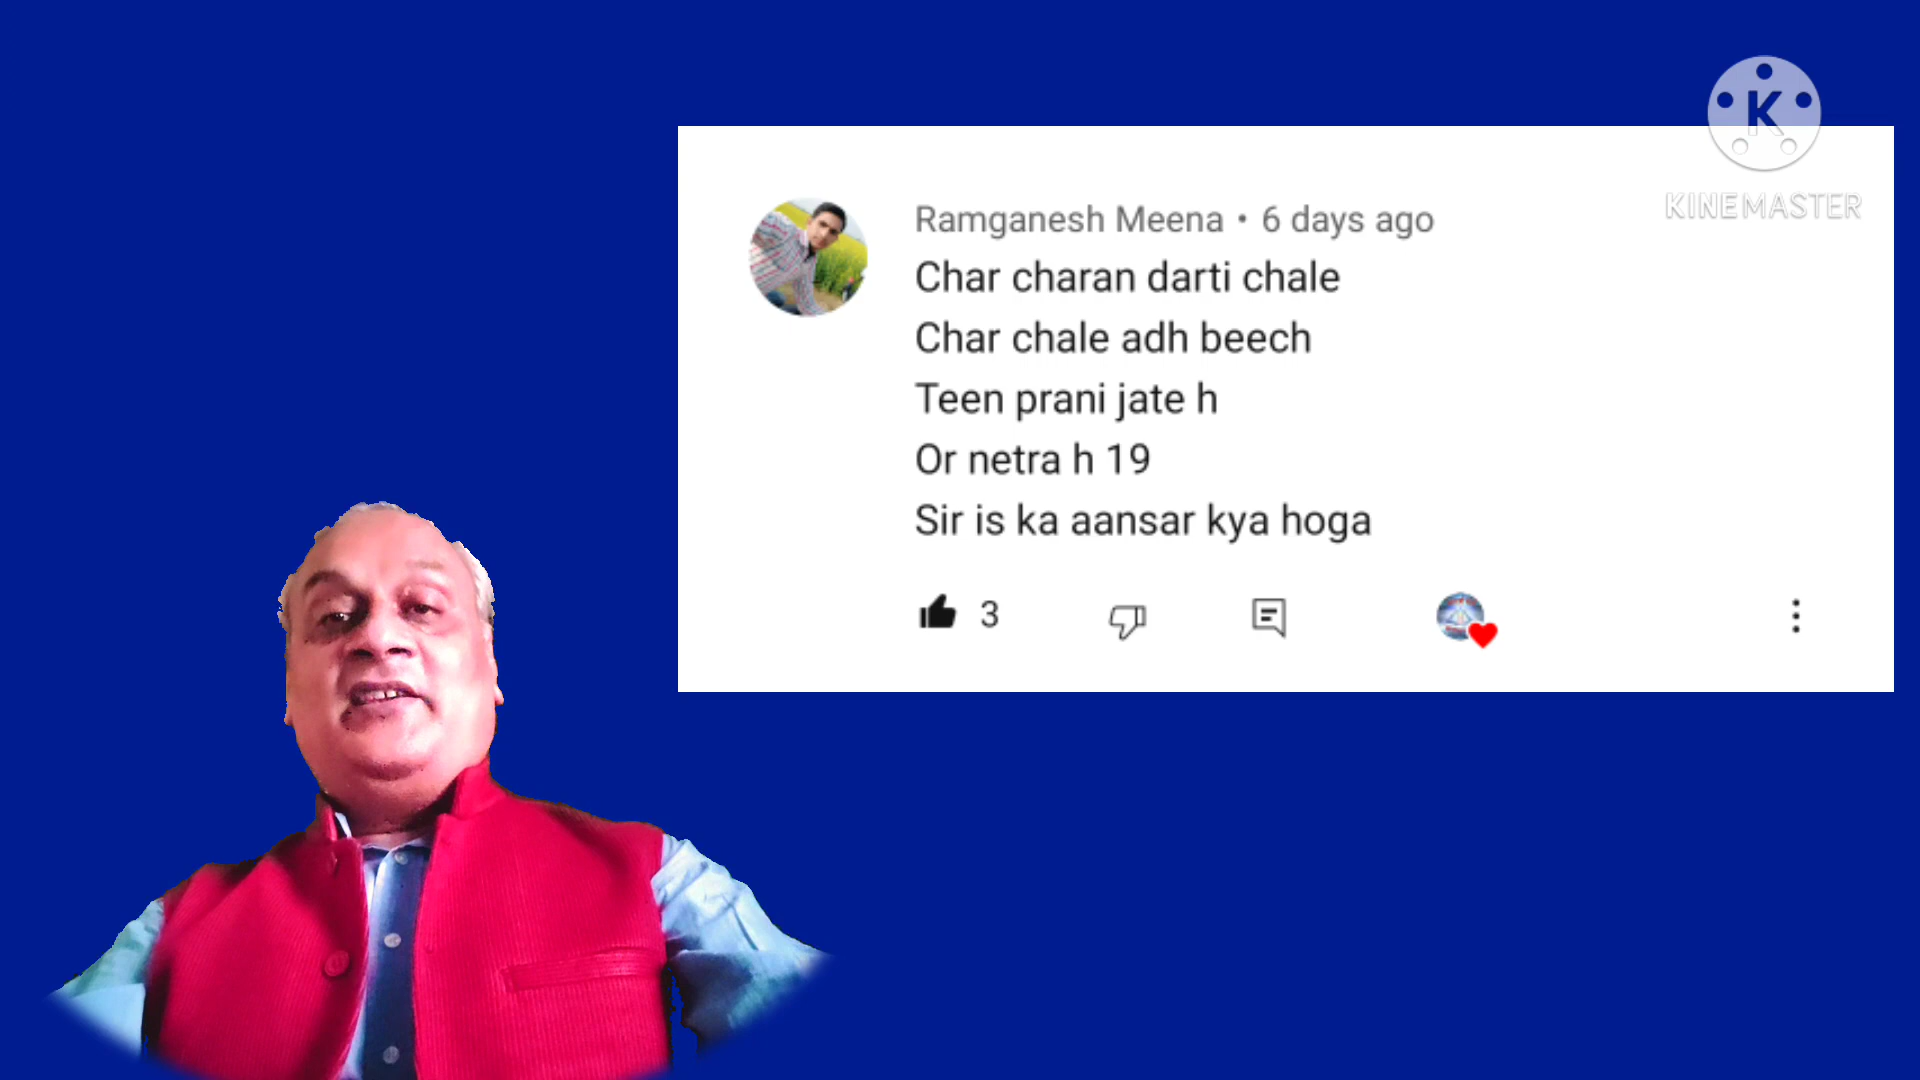 K
KINEMASTER
Ramganesh Meena • 6 days ago
Char charan darti chale
Char chale adh beech
Teen prani jate h
Or netra h 19
Sir is ka aansar kya hoga
3